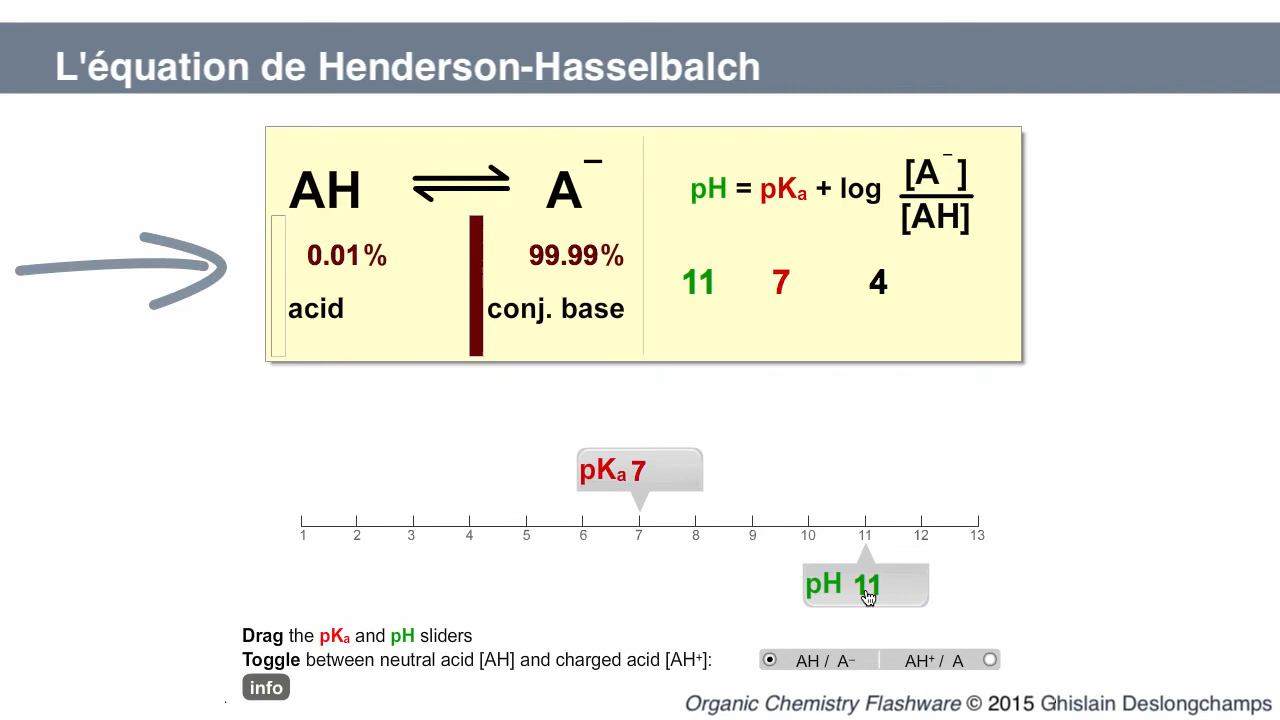 L'équation de Henderson-Hasselbalch
AH ⇌ A⁻
0.01% 99.99%
acid conj. base
pH = pKₐ + log [A⁻] / [AH]
11 7 4
pKₐ 7
1 2 3 4 5 6 7 8 9 10 11 12 13
pH 11
Drag the pKₐ and pH sliders
Toggle between neutral acid [AH] and charged acid [AH⁺]: AH / A⁻ AH⁺ / A
info
Organic Chemistry Flashware © 2015 Ghislain Deslongchamps